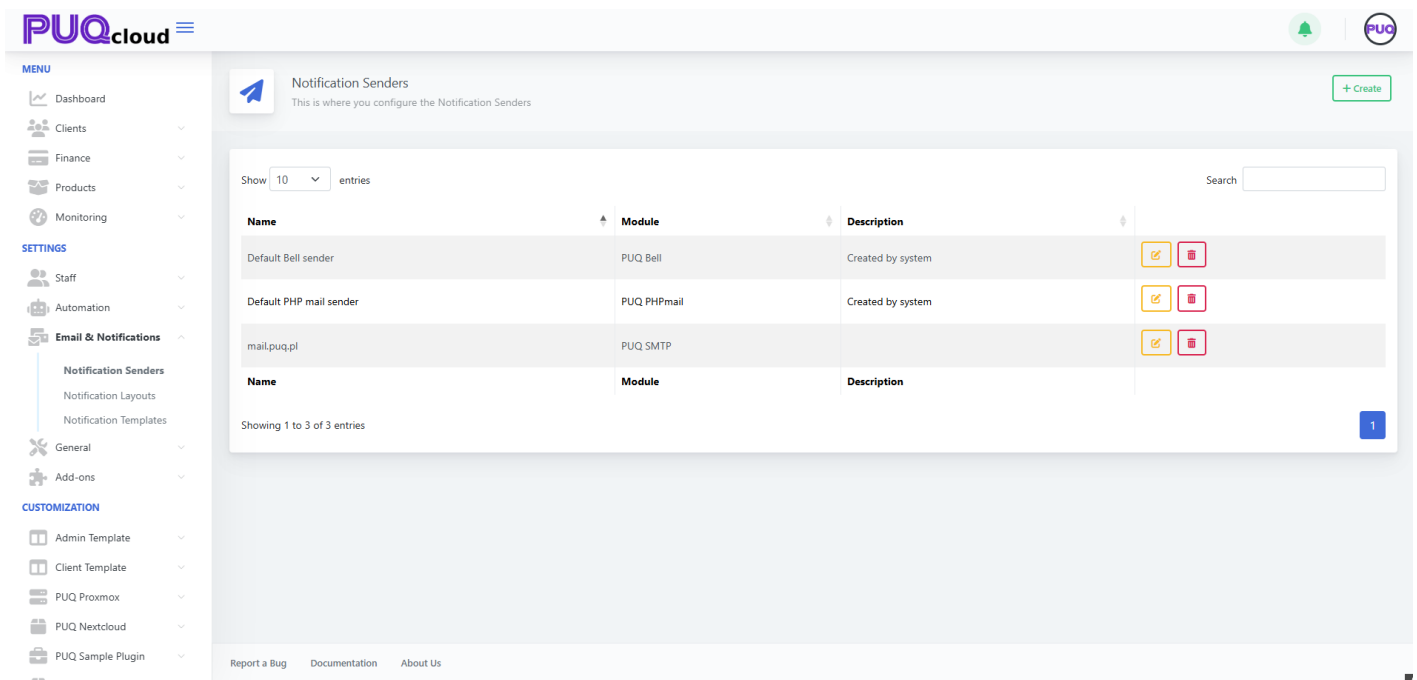 PUQcloud
PUQ
MENU
Dashboard
Clients
Finance
Products
Monitoring
SETTINGS
Staff
Automation
Email & Notifications
Notification Senders
Notification Layouts
Notification Templates
General
Add-ons
CUSTOMIZATION
Admin Template
Client Template
PUQ Proxmox
PUQ Nextcloud
PUQ Sample Plugin
Notification Senders
This is where you configure the Notification Senders
+ Create
Show 10 entries Search
Name Module Description
Default Bell sender PUQ Bell Created by system
Default PHP mail sender PUQ PHPmail Created by system
mail.puq.pl PUQ SMTP
Name Module Description
Showing 1 to 3 of 3 entries 1
Report a Bug Documentation About Us